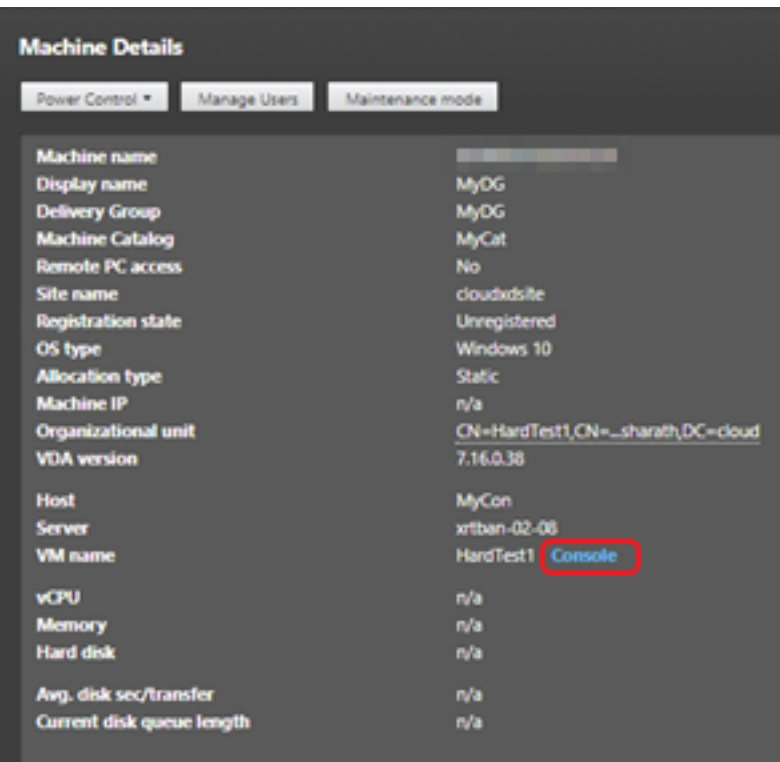 Machine Details
Power Control Manage Users Maintenance mode
Machine name
Display name MyDG
Delivery Group MyDG
Machine Catalog MyCat
Remote PC access No
Site name cloudxdsite
Registration state Unregistered
OS type Windows 10
Allocation type Static
Machine IP n/a
Organizational unit CN=HardTest1,CN=...sharath,DC=cloud
VDA version 7.16.0.38
Host MyCon
Server xrtban-02-08
VM name HardTest1 Console
vCPU n/a
Memory n/a
Hard disk n/a
Avg. disk sec/transfer n/a
Current disk queue length n/a